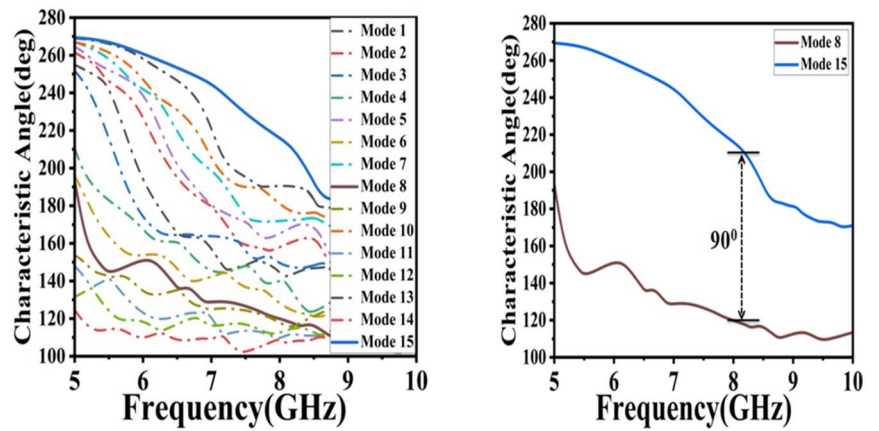 Characteristic Angle(deg)
280
260
240
220
200
180
160
140
120
100
5
6
7
8
9
10
Frequency(GHz)
Mode 1
Mode 2
Mode 3
Mode 4
Mode 5
Mode 6
Mode 7
Mode 8
Mode 9
Mode 10
Mode 11
Mode 12
Mode 13
Mode 14
Mode 15
Characteristic Angle(deg)
280
260
240
220
200
180
160
140
120
100
5
6
7
8
9
10
Frequency(GHz)
Mode 8
Mode 15
90⁰